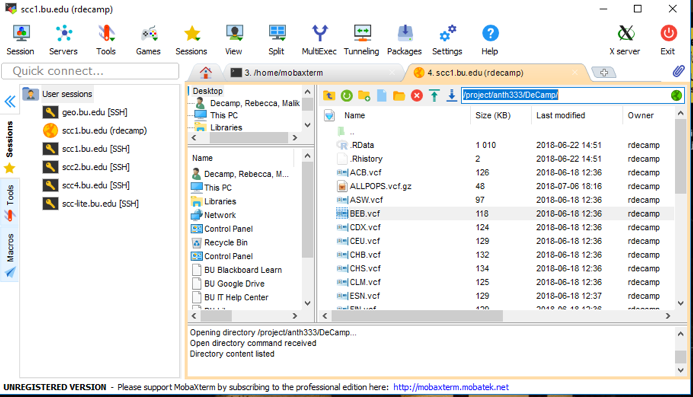 scc1.bu.edu (rdecamp)
Session Servers Tools Games Sessions View Split MultiExec Tunneling Packages Settings Help X server Exit
Quick connect...
3. /home/mobaxterm
4. scc1.bu.edu (rdecamp)
Sessions
Tools
Macros
User sessions
geo.bu.edu [SSH]
scc1.bu.edu (rdecamp)
scc1.bu.edu [SSH]
scc2.bu.edu [SSH]
scc4.bu.edu [SSH]
scc-lite.bu.edu [SSH]
Desktop
Decamp, Rebecca, Malik
This PC
Libraries
Name
Decamp, Rebecca, M...
This PC
Libraries
Network
Control Panel
Recycle Bin
Control Panel
BU Blackboard Learn
BU Google Drive
BU IT Help Center
/project/anth333/DeCamp/
Name Size (KB) Last modified Owner
..
.RData 1 010 2018-06-22 14:51 rdecamp
.Rhistory 2 2018-06-22 14:51 rdecamp
ACB.vcf 126 2018-06-18 12:36 rdecamp
ALLPOPS.vcf.gz 48 2018-07-06 18:16 rdecamp
ASW.vcf 97 2018-06-18 12:36 rdecamp
BEB.vcf 118 2018-06-18 12:36 rdecamp
CDX.vcf 124 2018-06-18 12:36 rdecamp
CEU.vcf 129 2018-06-18 12:36 rdecamp
CHB.vcf 132 2018-06-18 12:36 rdecamp
CHS.vcf 134 2018-06-18 12:36 rdecamp
CLM.vcf 125 2018-06-18 12:36 rdecamp
ESN.vcf 129 2018-06-18 12:37 rdecamp
Opening directory /project/anth333/DeCamp...
Open directory command received
Directory content listed
UNREGISTERED VERSION - Please support MobaXterm by subscribing to the professional edition here: http://mobaxterm.mobatek.net